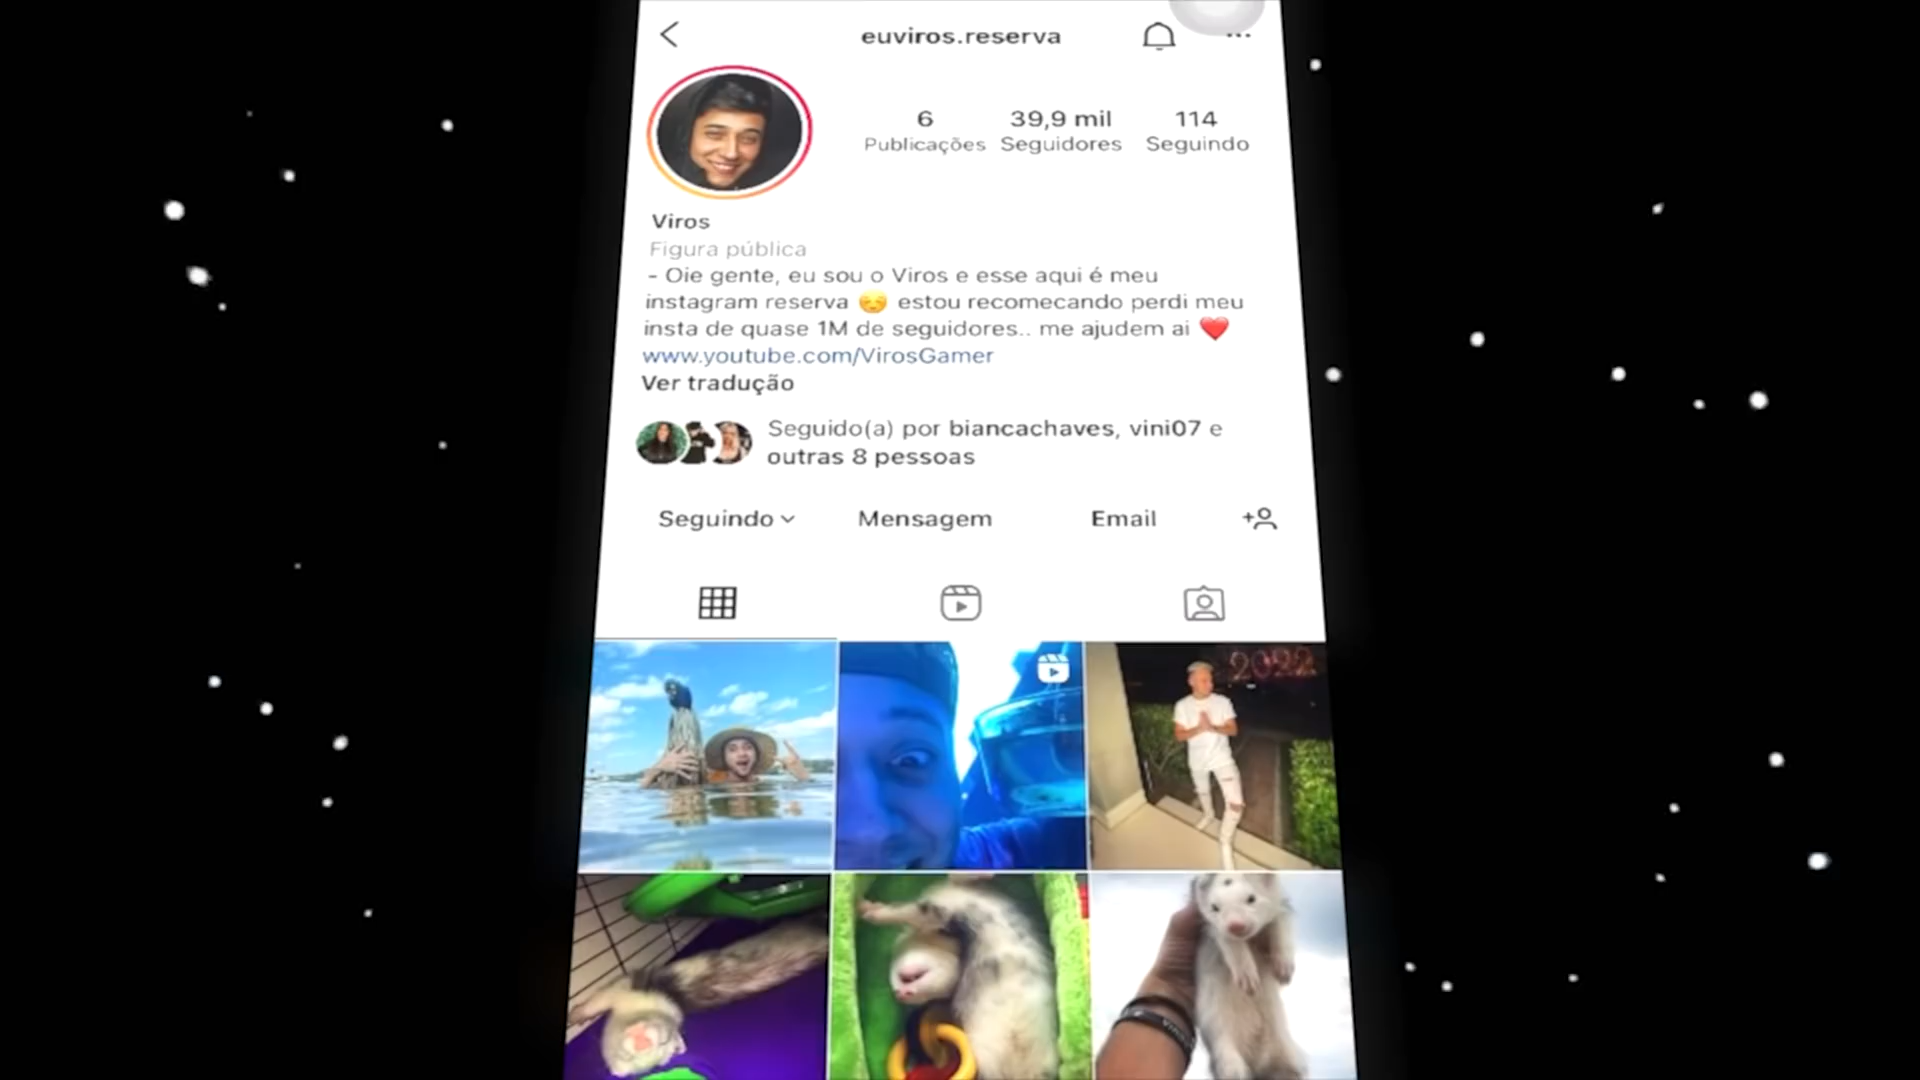 euviros.reserva
6
39,9 mil
114
Publicações
Seguidores
Seguindo
Viros
Figura pública
- Oie gente, eu sou o Viros e esse aqui é meu
instagram reserva 😌 estou recomecando perdi meu
insta de quase 1M de seguidores.. me ajudem ai ❤️
www.youtube.com/VirosGamer
Ver tradução
Seguido(a) por biancachaves, vini07 e
outras 8 pessoas
Seguindo
Mensagem
Email
2022